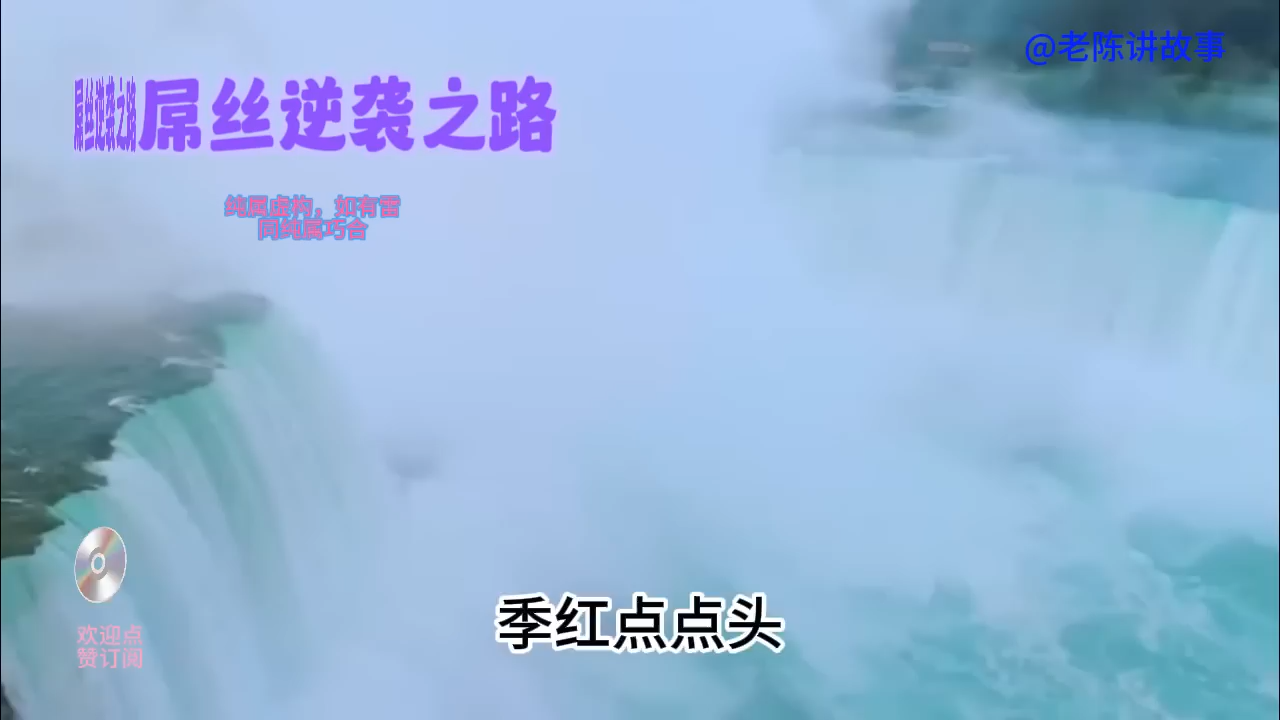 @老陈讲故事
屌丝逆袭之路
屌丝逆袭之路
纯属虚构，如有雷
同纯属巧合
季红点点头
欢迎点
赞订阅